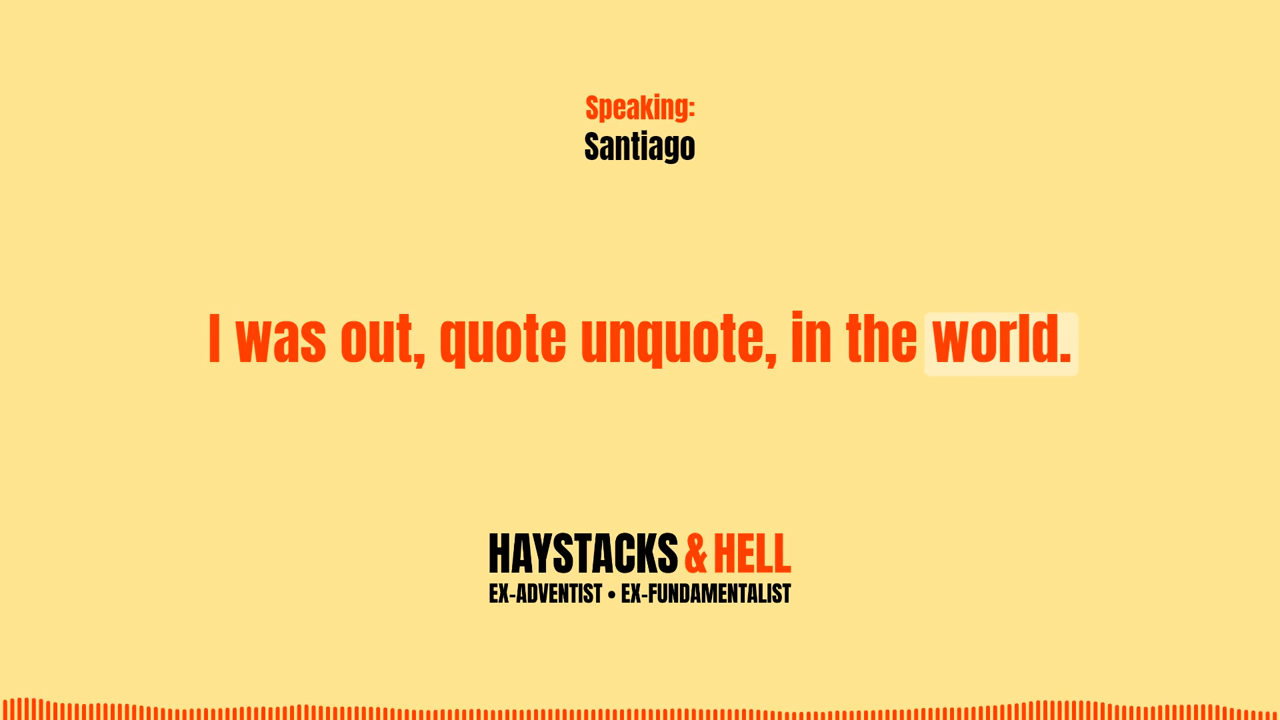 Speaking:
Santiago
I was out, quote unquote, in the world.
HAYSTACKS & HELL
EX-ADVENTIST • EX-FUNDAMENTALIST